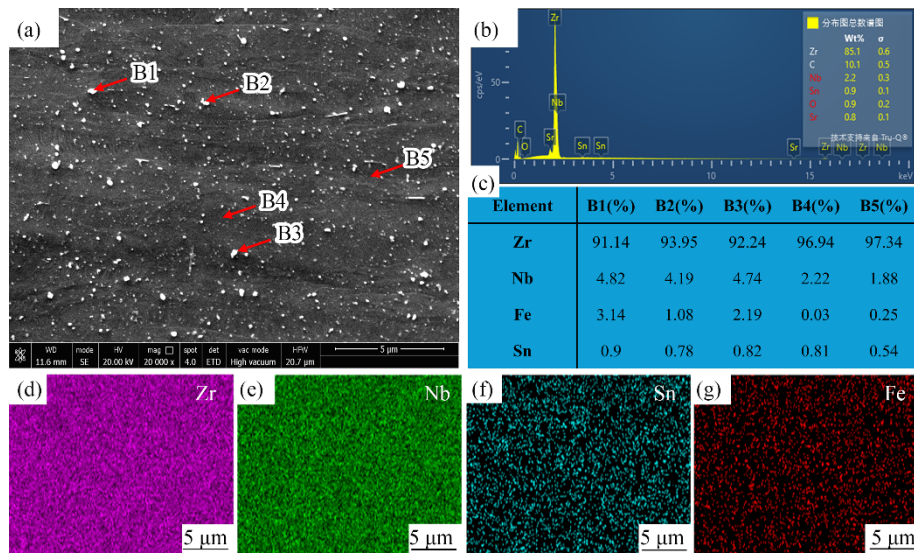 (a)
B1
B2
B5
B4
B3
WD mode HV mag spot det vac mode HFW 5 μm
11.6 mm SE 20.00 kV 20 000 x 4.0 ETD High vacuum 20.7 μm
(b)
Zr
分布图总数谱图
Wt% σ
Zr 85.1 0.6
C 10.1 0.5
Nb 2.2 0.3
Sn 0.9 0.1
O 0.9 0.2
Sr 0.8 0.1
技术支持来自 Tru-Q®
cps/eV
50
0
Nb
C
O
Sr
Sn
Sn
Sr
Zr
Nb
Zr
Nb
0 5 10 15 keV
(c)
Element B1(%) B2(%) B3(%) B4(%) B5(%)
Zr 91.14 93.95 92.24 96.94 97.34
Nb 4.82 4.19 4.74 2.22 1.88
Fe 3.14 1.08 2.19 0.03 0.25
Sn 0.9 0.78 0.82 0.81 0.54
(d) Zr
5 μm
(e) Nb
5 μm
(f) Sn
5 μm
(g) Fe
5 μm